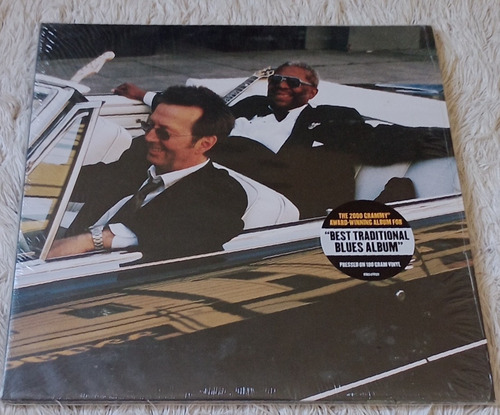 THE 2000 GRAMMY®
AWARD-WINNING ALBUM FOR
"BEST TRADITIONAL
BLUES ALBUM"
PRESSED ON 180 GRAM VINYL